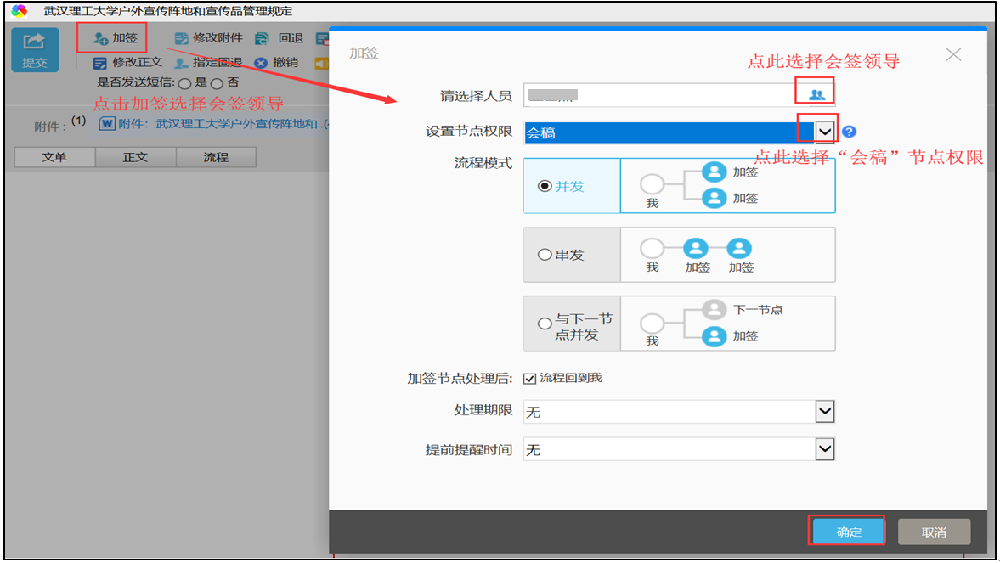 武汉理工大学户外宣传阵地和宣传品管理规定
提交
加签
修改附件
回退
修改正文
指定回退
撤销
是否发送短信:
是
否
点击加签选择会签领导
附件：
(1)
附件：武汉理工大学户外宣传阵地和..(
文单
正文
流程
加签
点此选择会签领导
请选择人员
设置节点权限
会稿
?
点此选择“会稿”节点权限
流程模式
并发
我
加签
加签
串发
我
加签
加签
与下一节
点并发
我
下一节点
加签
加签节点处理后:
流程回到我
处理期限
无
提前提醒时间
无
确定
取消